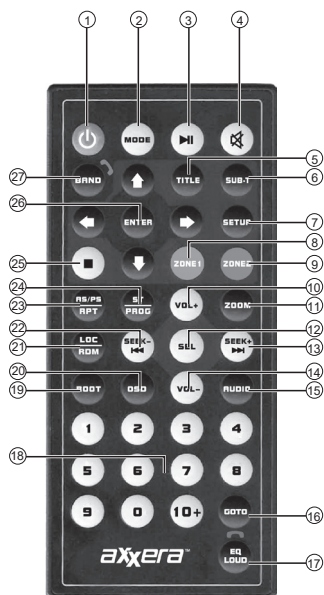 1 2 3 4
MODE
5
27 BAND TITLE SUB-T 6
26 ENTER SETUP 7
8
25 ZONE1 ZONE2 9
24 10
23 AS/PS RPT ST PROG VOL+ ZOOM 11
22 12
21 LOC RDM SEEK- SEL SEEK+ 13
20 14
19 ROOT OSD VOL- AUDIO 15
1 2 3 4
18
5 6 7 8
9 0 10+ GOTO 16
axxera™ EQ LOUD 17